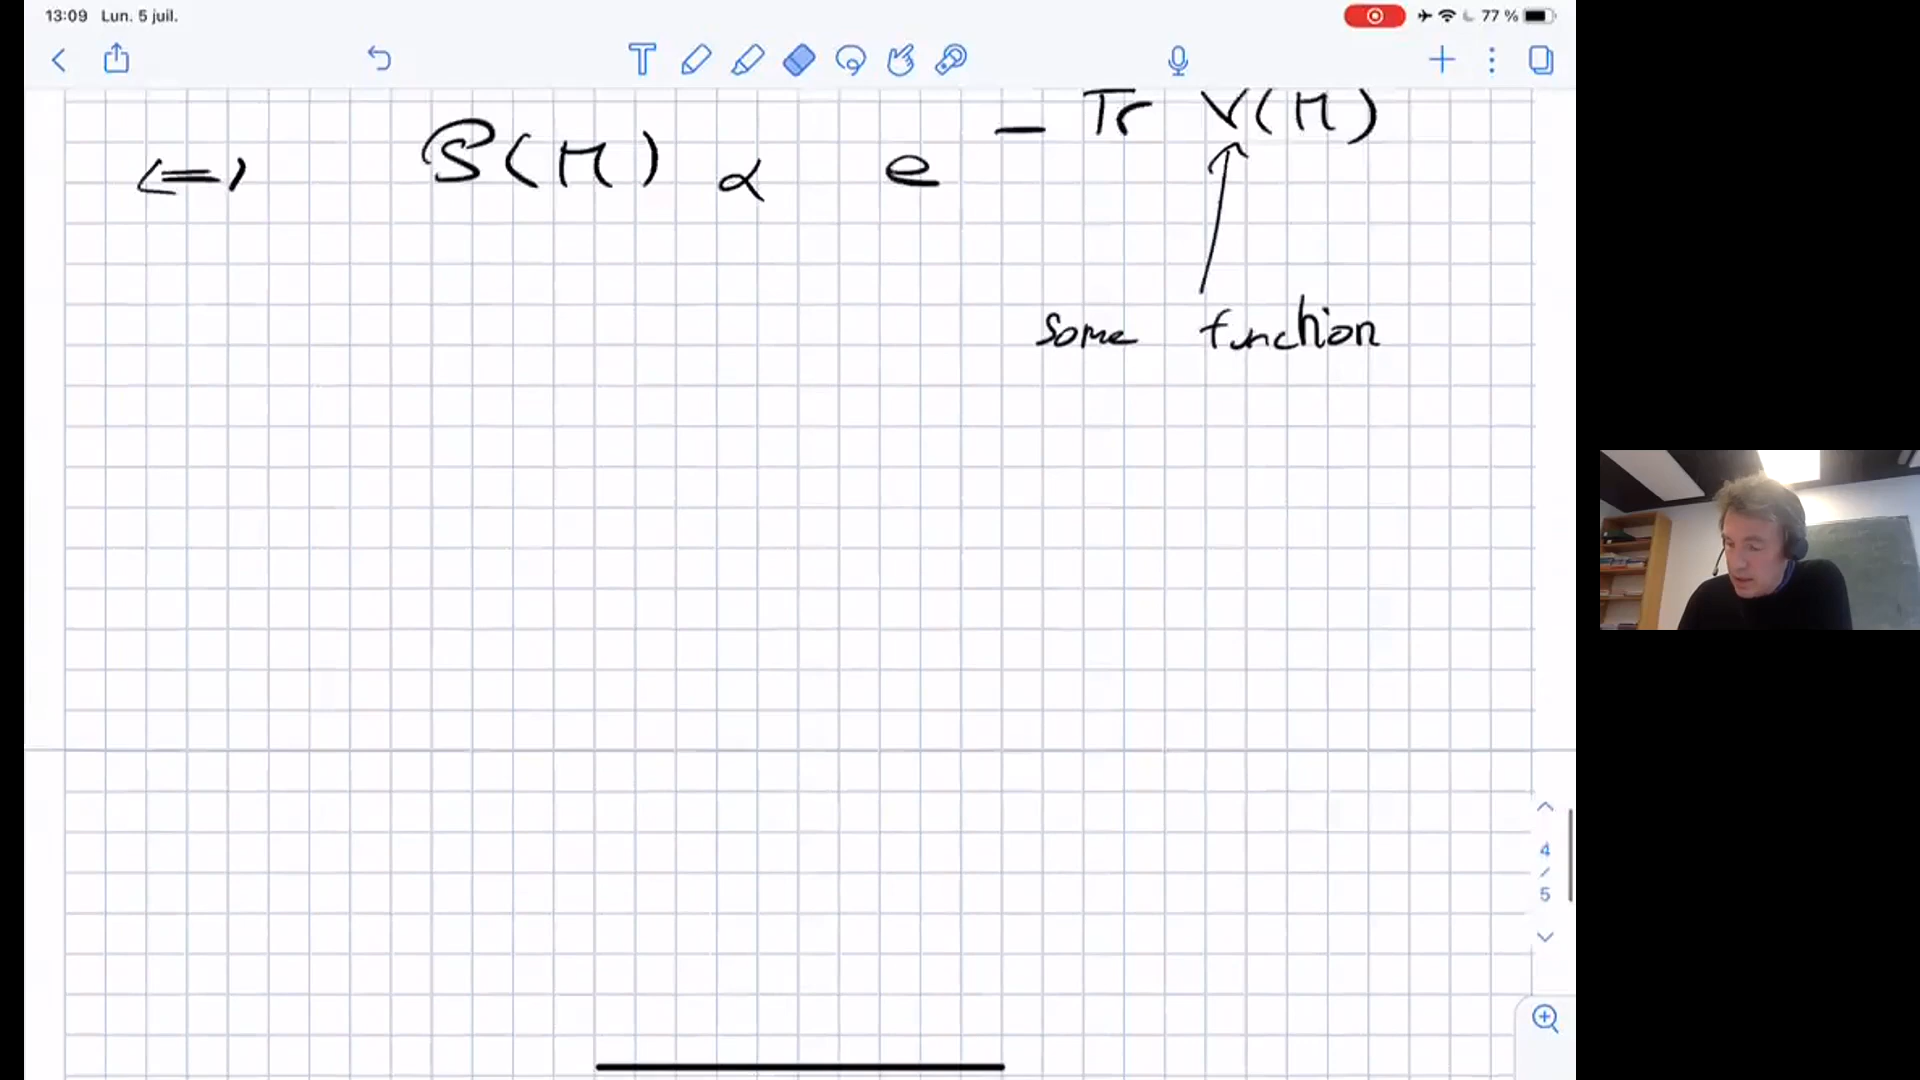 13:09 Lun. 5 juil. 77 %
T
- Tr V(M)
<=> P(M) α e
some function
4
/
5